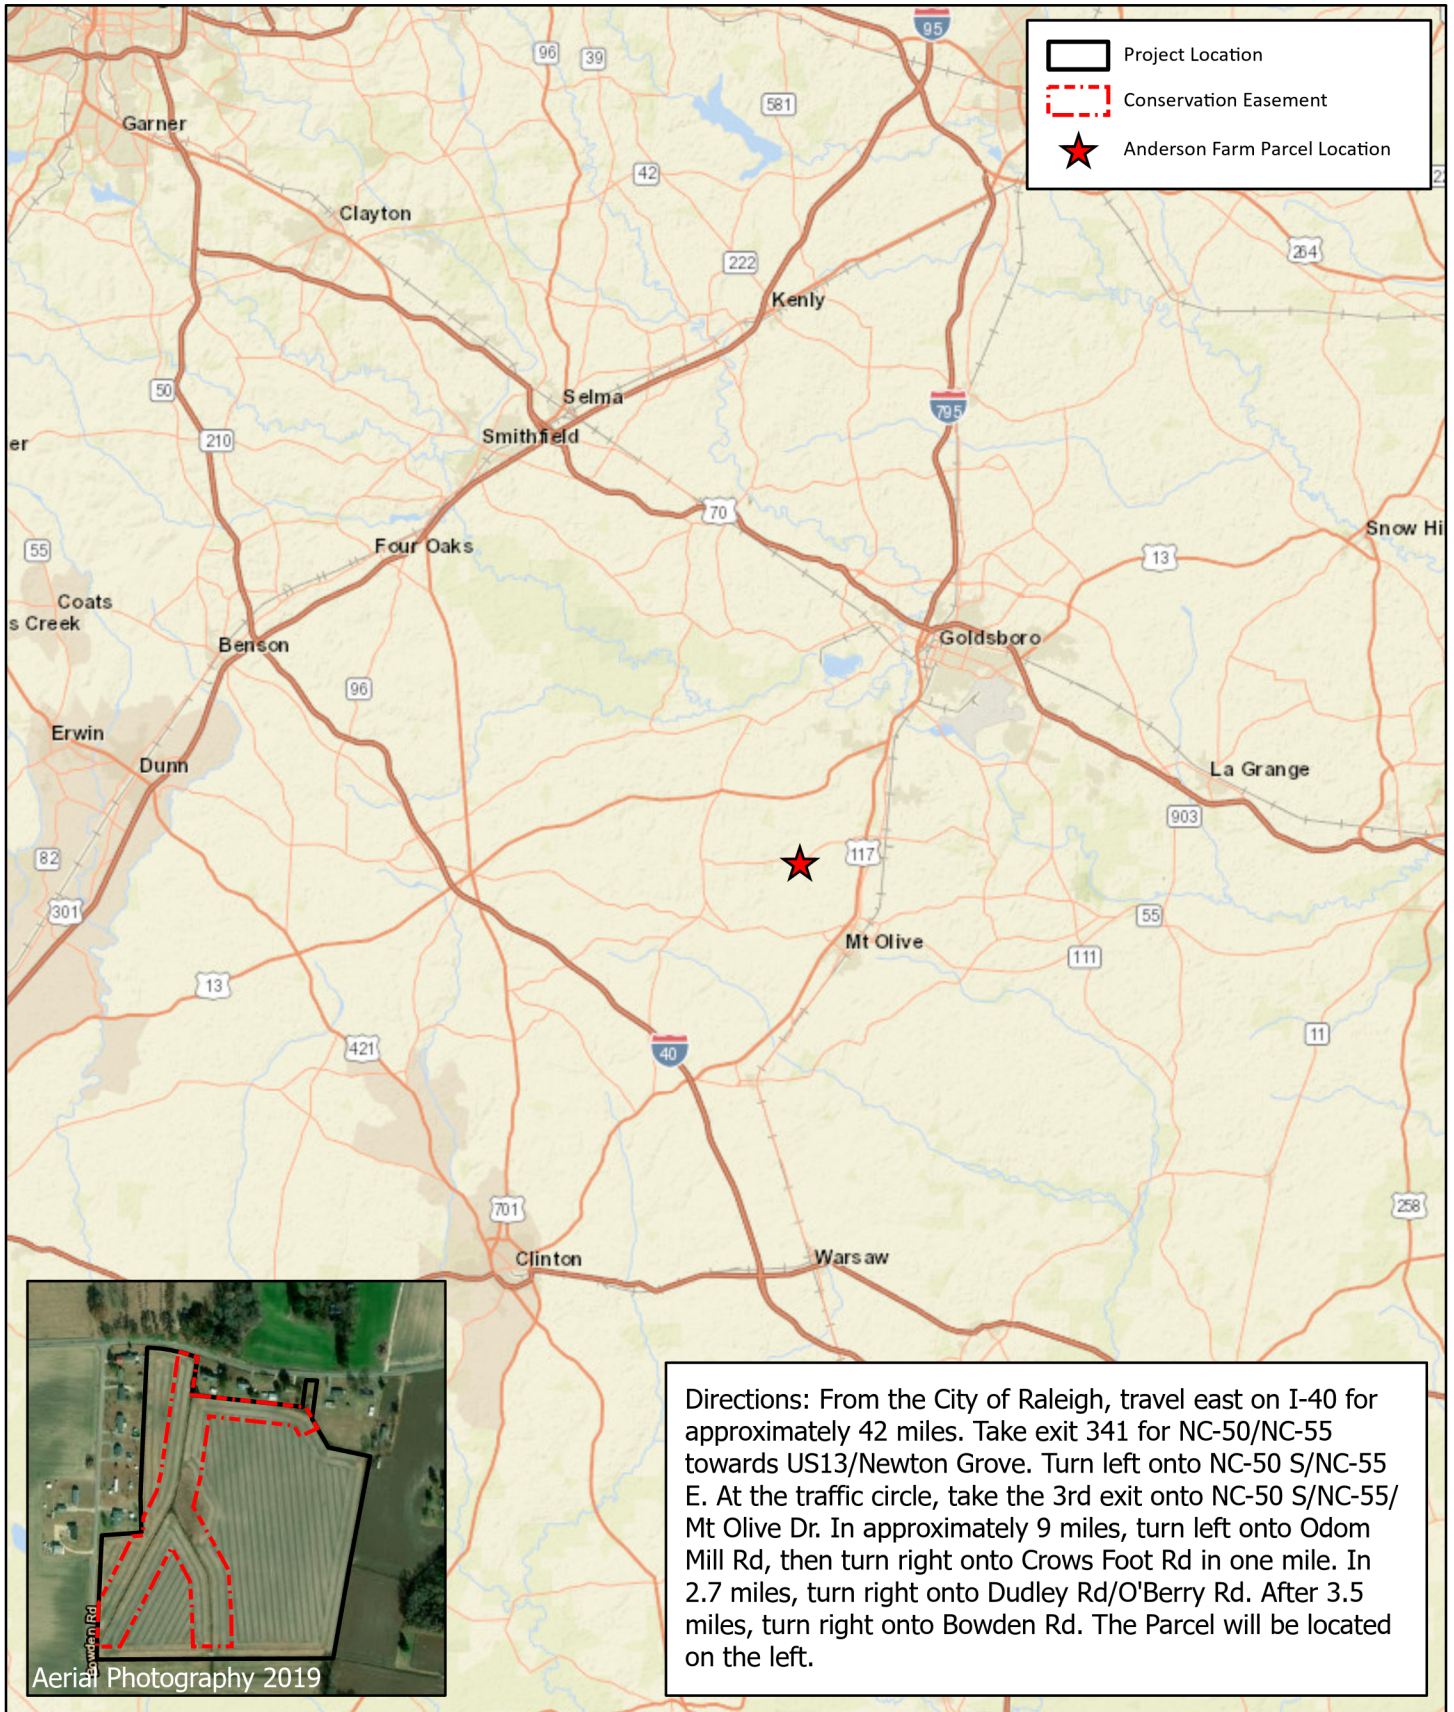 95
Project Location
Conservation Easement
Anderson Farm Parcel Location
96
39
581
Garner
42
Clayton
222
264
Kenly
50
Selma
795
210
Smithfield
er
70
Snow Hi
55
Four Oaks
13
Coats
s Creek
Benson
Goldsboro
96
Erwin
Dunn
La Grange
903
82
117
301
55
Mt Olive
111
13
11
421
40
701
258
Clinton
Warsaw
Directions: From the City of Raleigh, travel east on I-40 for
approximately 42 miles. Take exit 341 for NC-50/NC-55
towards US13/Newton Grove. Turn left onto NC-50 S/NC-55
E. At the traffic circle, take the 3rd exit onto NC-50 S/NC-55/
Mt Olive Dr. In approximately 9 miles, turn left onto Odom
Mill Rd, then turn right onto Crows Foot Rd in one mile. In
2.7 miles, turn right onto Dudley Rd/O'Berry Rd. After 3.5
miles, turn right onto Bowden Rd. The Parcel will be located
on the left.
Bowden Rd
Aerial Photography 2019